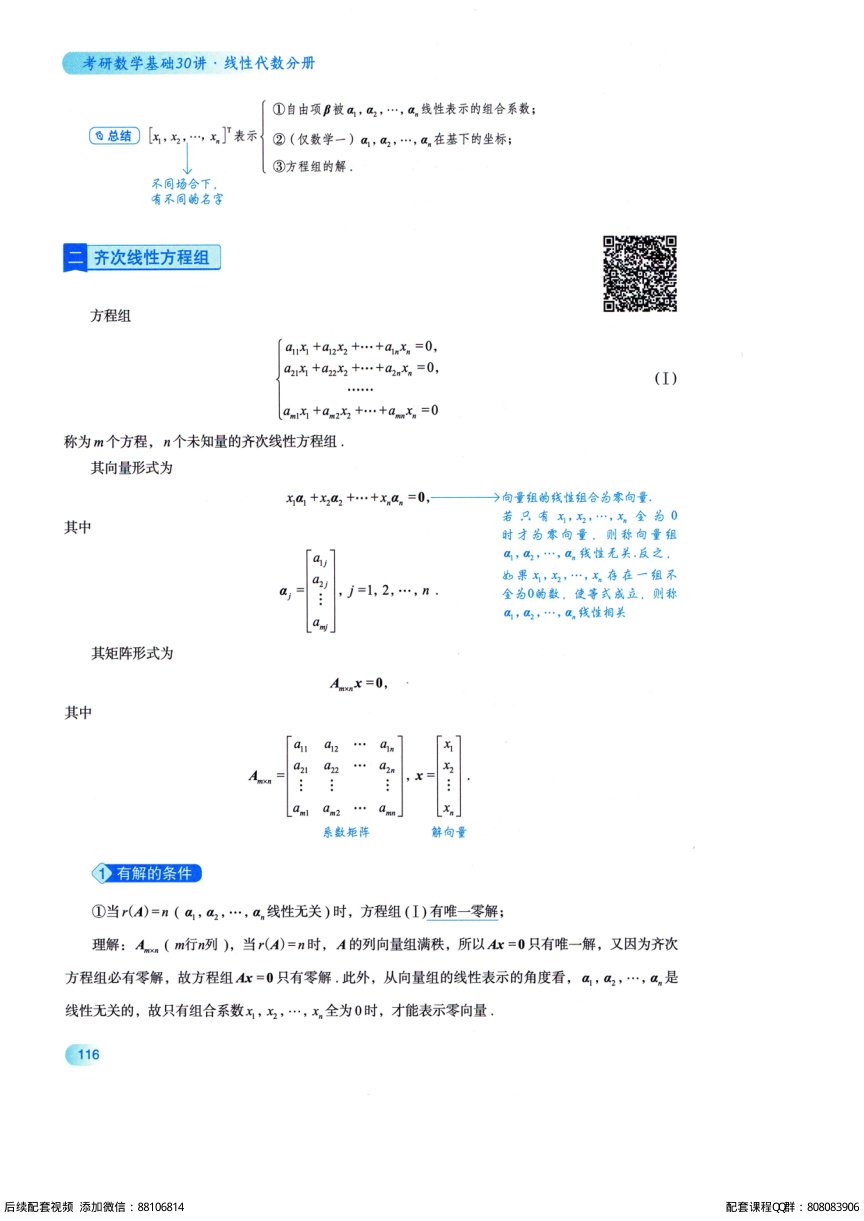 考研数学基础30讲·线性代数分册
①自由项β被α₁,α₂,⋯,αₙ线性表示的组合系数;
总结 [x₁,x₂,⋯,xₙ]ᵀ表示 ②(仅数学一)α₁,α₂,⋯,αₙ在基下的坐标;
③方程组的解.
不同场合下,
有不同的名字
二 齐次线性方程组
方程组
a₁₁x₁+a₁₂x₂+⋯+a₁ₙxₙ=0,
a₂₁x₁+a₂₂x₂+⋯+a₂ₙxₙ=0,
⋯⋯
aₘ₁x₁+aₘ₂x₂+⋯+aₘₙxₙ=0
(Ⅰ)
称为m个方程,n个未知量的齐次线性方程组.
其向量形式为
x₁α₁+x₂α₂+⋯+xₙαₙ=0,
向量组的线性组合为零向量.
若只有x₁,x₂,⋯,xₙ全为0
时才为零向量,则称向量组
α₁,α₂,⋯,αₙ线性无关.反之,
如果x₁,x₂,⋯,xₙ存在一组不
全为0的数,使等式成立,则称
α₁,α₂,⋯,αₙ线性相关
其中
αⱼ=[a₁ⱼ a₂ⱼ ⋮ aₘⱼ], j=1,2,⋯,n.
其矩阵形式为
Aₘ×ₙx=0,
其中
a₁₁ a₁₂ ⋯ a₁ₙ x₁
a₂₁ a₂₂ ⋯ a₂ₙ x₂
Aₘ×ₙ= ⋮ ⋮ ⋮ , x= ⋮ .
aₘ₁ aₘ₂ ⋯ aₘₙ xₙ
系数矩阵 解向量
1 有解的条件
①当r(A)=n(α₁,α₂,⋯,αₙ线性无关)时,方程组(Ⅰ)有唯一零解;
理解:Aₘ×ₙ(m行n列),当r(A)=n时,A的列向量组满秩,所以Ax=0只有唯一解,又因为齐次
方程组必有零解,故方程组Ax=0只有零解.此外,从向量组的线性表示的角度看,α₁,α₂,⋯,αₙ是
线性无关的,故只有组合系数x₁,x₂,⋯,xₙ全为0时,才能表示零向量.
116
后续配套视频 添加微信:88106814
配套课程QQ群:808083906